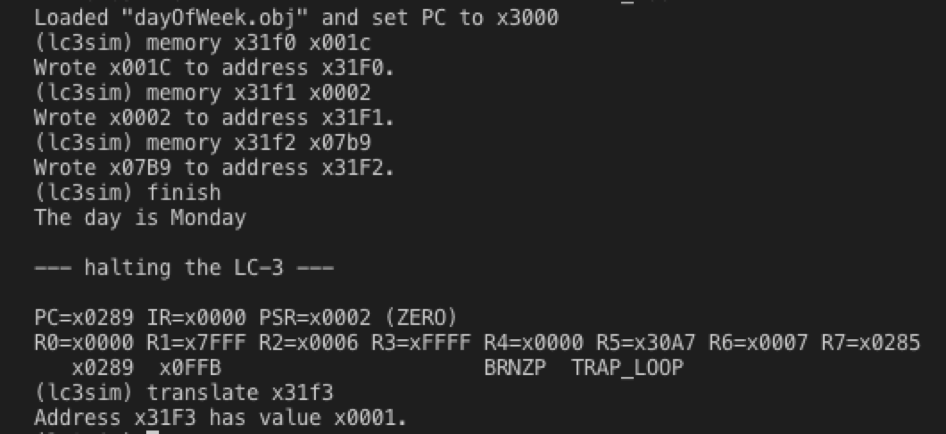 Loaded "dayOfWeek.obj" and set PC to x3000
(lc3sim) memory x31f0 x001c
Wrote x001C to address x31F0.
(lc3sim) memory x31f1 x0002
Wrote x0002 to address x31F1.
(lc3sim) memory x31f2 x07b9
Wrote x07B9 to address x31F2.
(lc3sim) finish
The day is Monday
--- halting the LC-3 ---
PC=x0289 IR=x0000 PSR=x0002 (ZERO)
R0=x0000 R1=x7FFF R2=x0006 R3=xFFFF R4=x0000 R5=x30A7 R6=x0007 R7=x0285
x0289 x0FFB BRNZP TRAP_LOOP
(lc3sim) translate x31f3
Address x31F3 has value x0001.